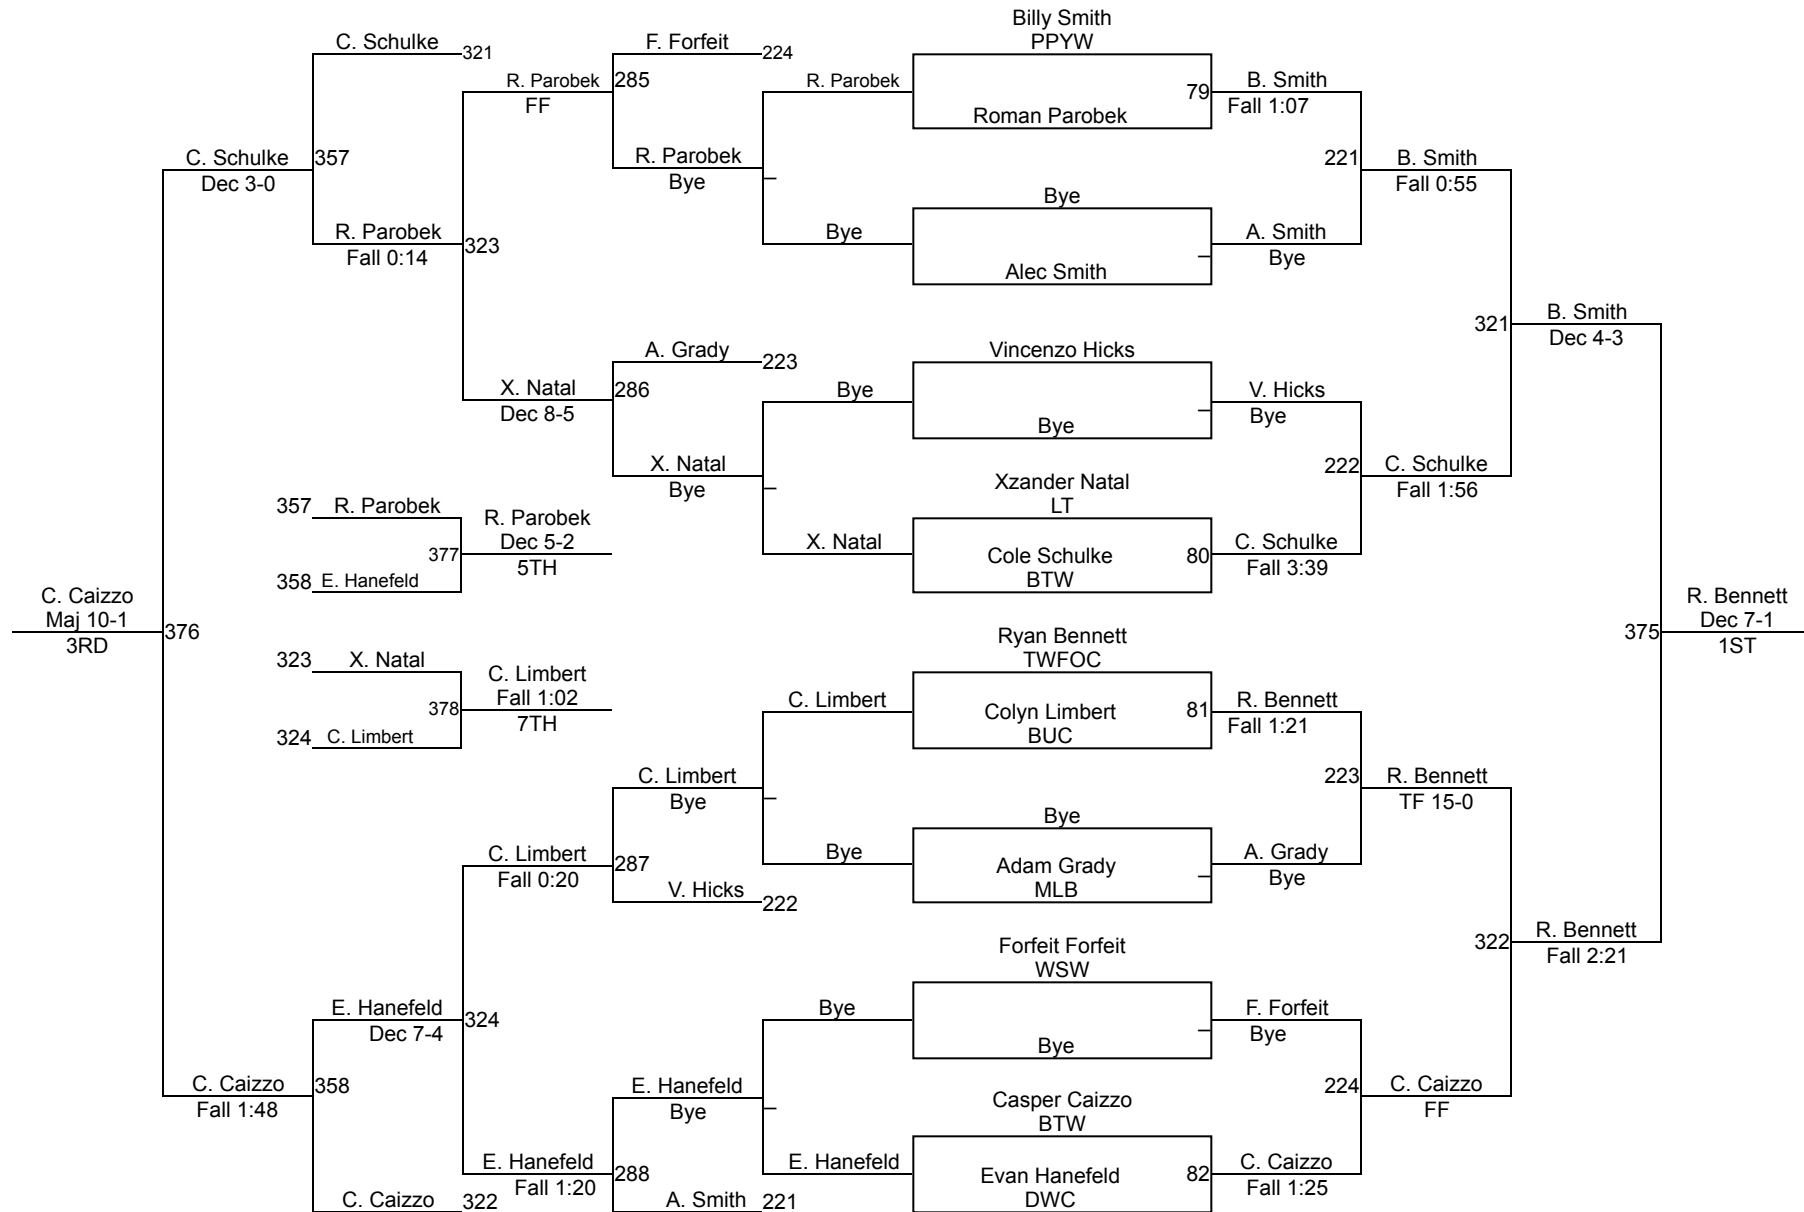 Billy Smith
PPYW
C. Schulke
321
F. Forfeit
224
R. Parobek
FF
285
R. Parobek
79
B. Smith
Fall 1:07
Roman Parobek
C. Schulke
Dec 3-0
357
R. Parobek
Bye
221
B. Smith
Fall 0:55
Bye
R. Parobek
Fall 0:14
323
Bye
A. Smith
Bye
Alec Smith
321
B. Smith
Dec 4-3
A. Grady
223
Vincenzo Hicks
X. Natal
Dec 8-5
286
Bye
V. Hicks
Bye
Bye
X. Natal
Bye
222
C. Schulke
Fall 1:56
Xzander Natal
LT
357
R. Parobek
R. Parobek
Dec 5-2
5TH
377
X. Natal
Cole Schulke
BTW
80
C. Schulke
Fall 3:39
358
E. Hanefeld
C. Caizzo
Maj 10-1
3RD
376
Ryan Bennett
TWFOC
375
R. Bennett
Dec 7-1
1ST
323
X. Natal
C. Limbert
Fall 1:02
7TH
378
C. Limbert
Colyn Limbert
BUC
81
R. Bennett
Fall 1:21
324
C. Limbert
C. Limbert
Bye
223
R. Bennett
TF 15-0
Bye
C. Limbert
Fall 0:20
287
Bye
Adam Grady
MLB
A. Grady
Bye
V. Hicks
222
322
R. Bennett
Fall 2:21
Forfeit Forfeit
WSW
E. Hanefeld
Dec 7-4
324
Bye
F. Forfeit
Bye
Bye
C. Caizzo
Fall 1:48
358
E. Hanefeld
Bye
224
C. Caizzo
FF
Casper Caizzo
BTW
E. Hanefeld
Fall 1:20
288
E. Hanefeld
Evan Hanefeld
DWC
82
C. Caizzo
Fall 1:25
C. Caizzo
322
A. Smith
221